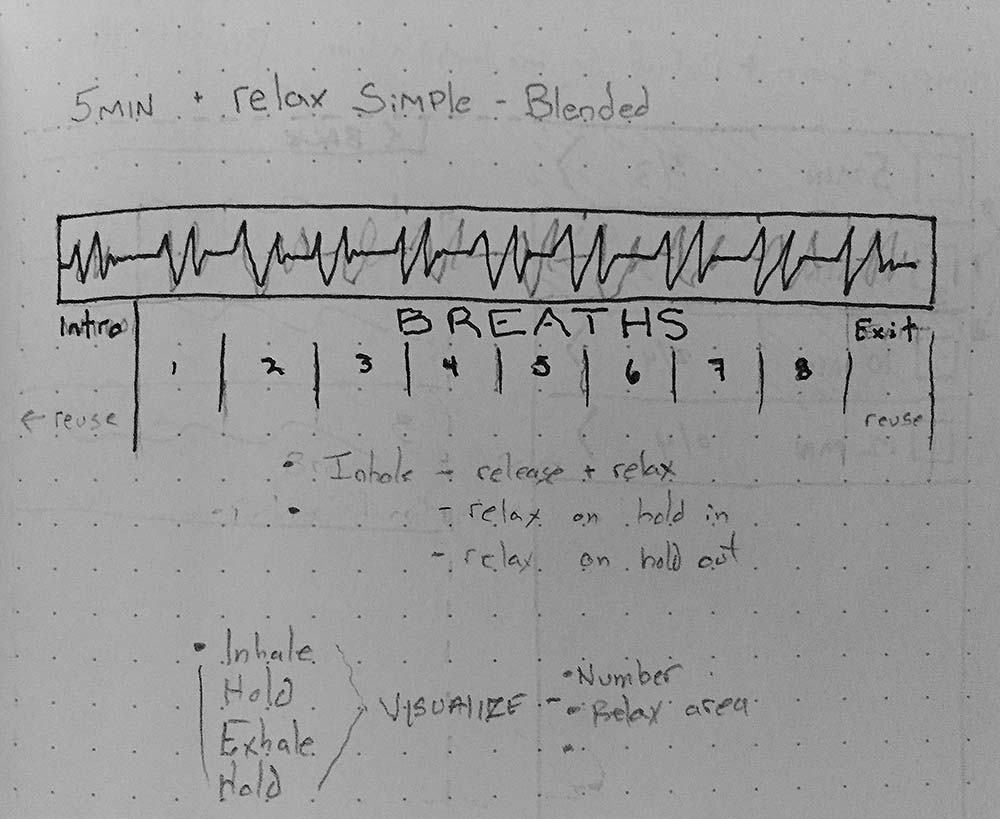 5MIN + relax SiMPle - Blended
Intro BREATHS Exit
1 | 2 | 3 | 4 | 5 | 6 | 7 | 8
← reuse reuse
• Inhale - release + relax
• - relax on hold in
- relax on hold out
• Inhale
Hold
Exhale
Hold
VISUALIZE -
• Number
• Relax area